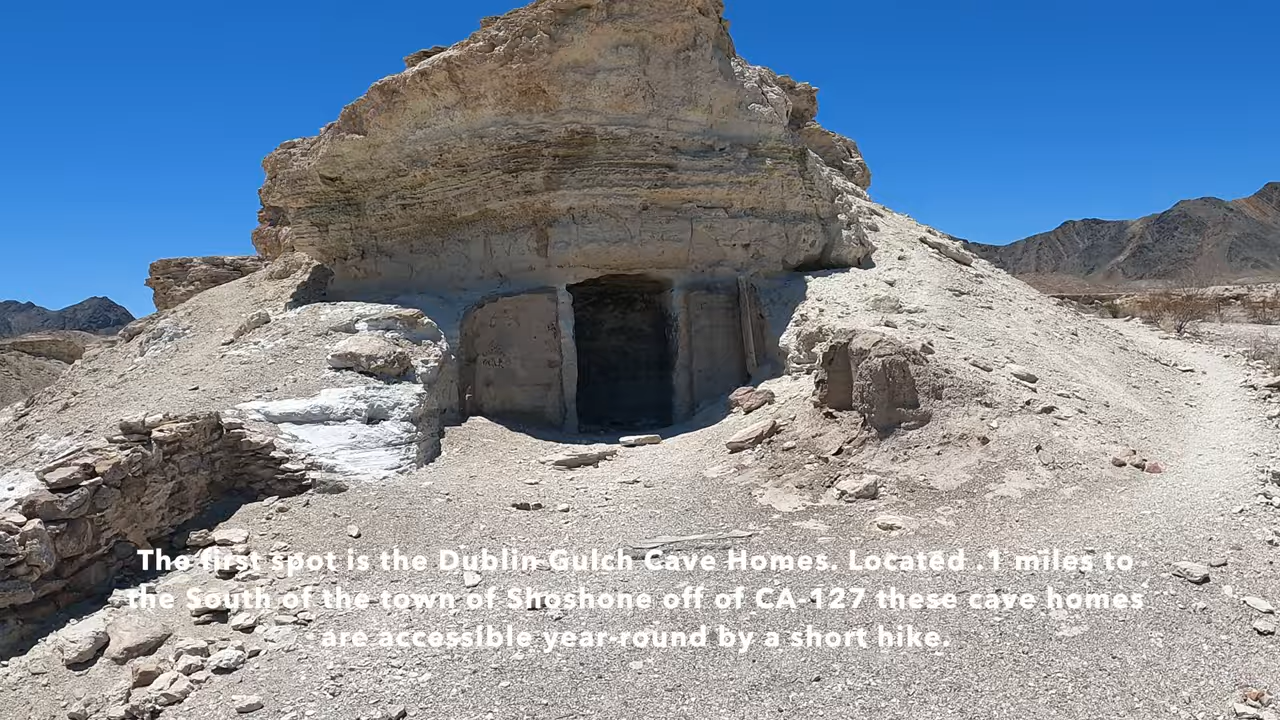 The first spot is the Dublin Gulch Cave Homes. Located .1 miles to
the South of the town of Shoshone off of CA-127 these cave homes
are accessible year-round by a short hike.